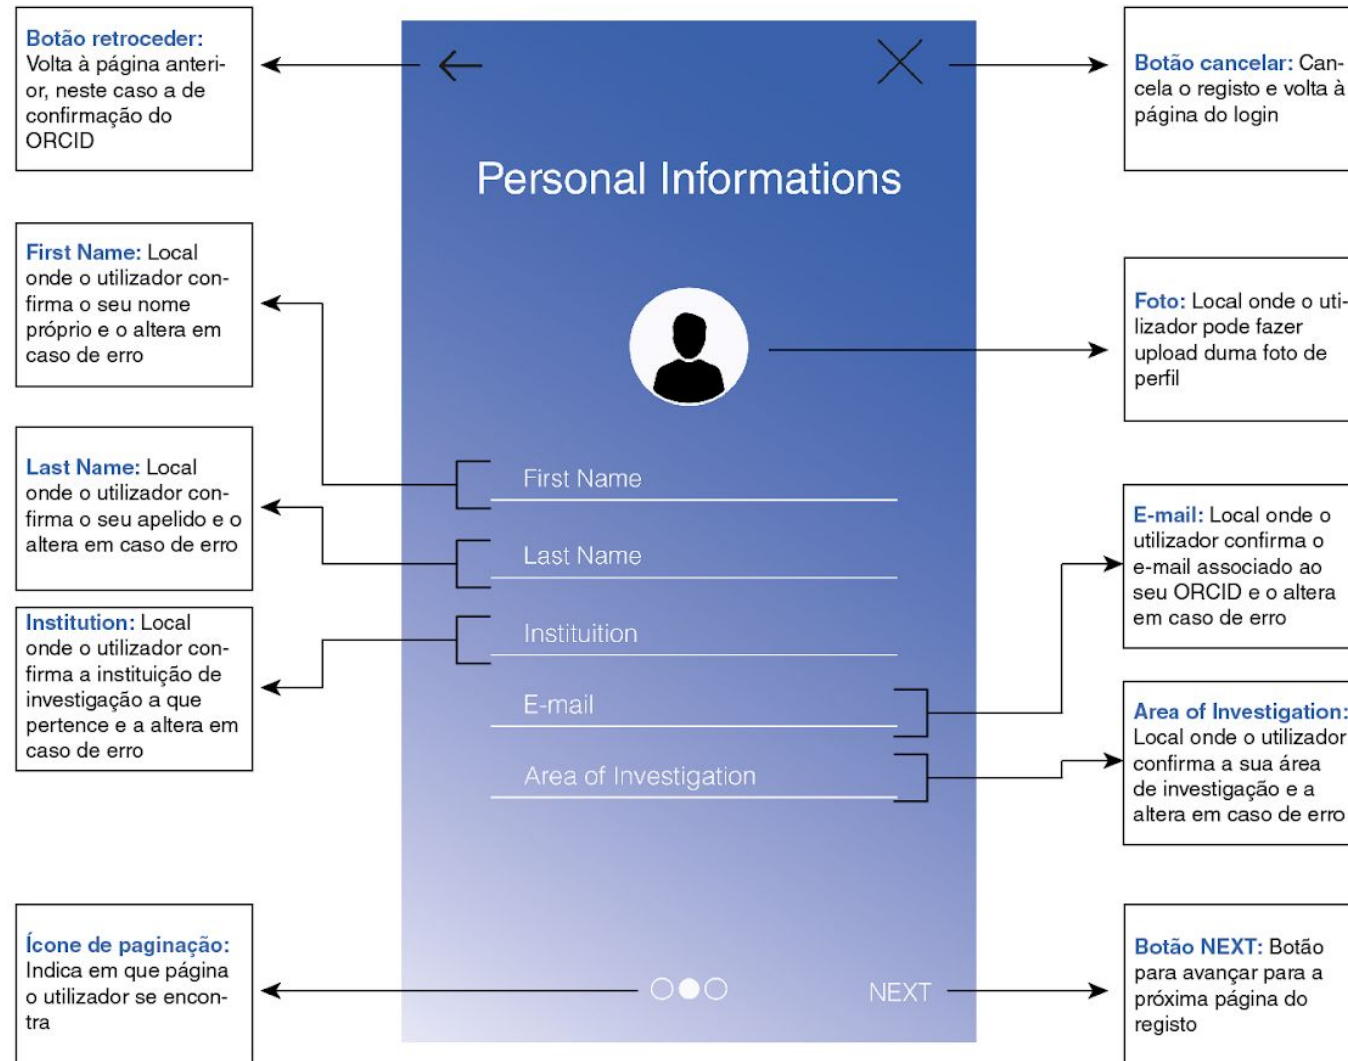 Botão retroceder:
Volta à página anteri-
or, neste caso a de
confirmação do
ORCID
First Name: Local
onde o utilizador con-
firma o seu nome
próprio e o altera em
caso de erro
Last Name: Local
onde o utilizador con-
firma o seu apelido e o
altera em caso de erro
Institution: Local
onde o utilizador con-
firma a instituição de
investigação a que
pertence e a altera em
caso de erro
Ícone de paginação:
Indica em que página
o utilizador se encon-
tra
Personal Informations
First Name
Last Name
Instituition
E-mail
Area of Investigation
NEXT
Botão cancelar: Can-
cela o registo e volta à
página do login
Foto: Local onde o uti-
lizador pode fazer
upload duma foto de
perfil
E-mail: Local onde o
utilizador confirma o
e-mail associado ao
seu ORCID e o altera
em caso de erro
Area of Investigation:
Local onde o utilizador
confirma a sua área
de investigação e a
altera em caso de erro
Botão NEXT: Botão
para avançar para a
próxima página do
registo